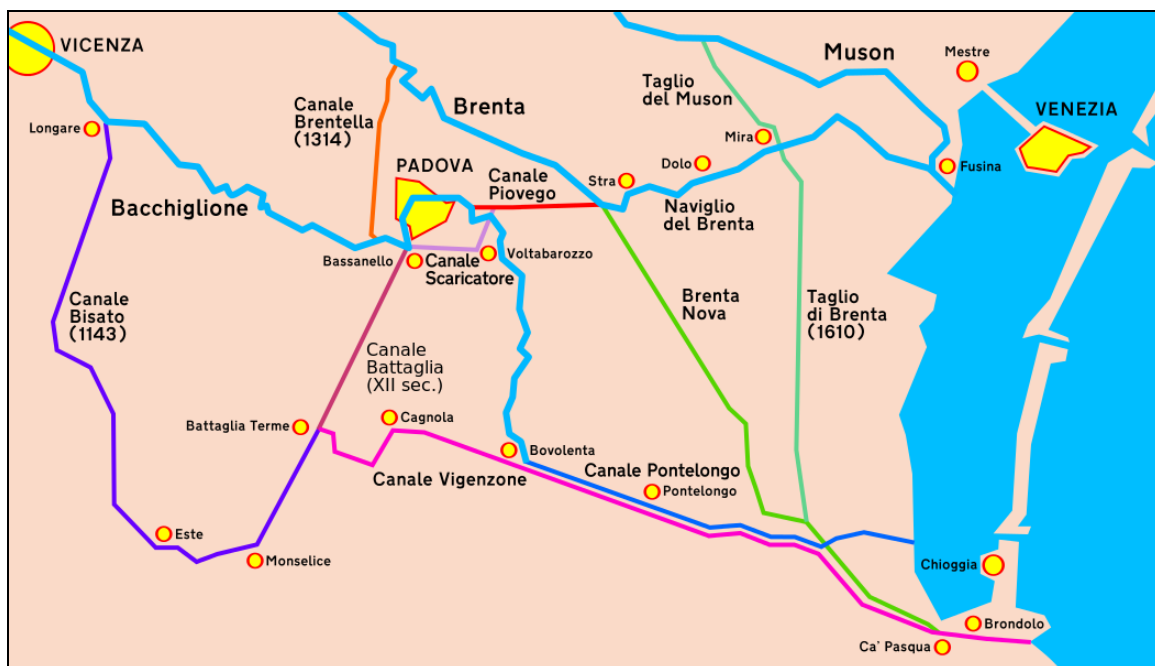 VICENZA
Muson
Mestre
Taglio
del Muson
Canale
Brentella
(1314)
Brenta
VENEZIA
Longare
Mira
Dolo
PADOVA
Canale
Piovego
Stra
Fusina
Bacchiglione
Naviglio
del Brenta
Bassanello
Canale
Scaricatore
Voltabarozzo
Canale
Bisato
(1143)
Brenta
Nova
Taglio
di Brenta
(1610)
Canale
Battaglia
(XII sec.)
Cagnola
Battaglia Terme
Bovolenta
Canale Vigenzone
Canale Pontelongo
Pontelongo
Este
Monselice
Chioggia
Brondolo
Ca' Pasqua